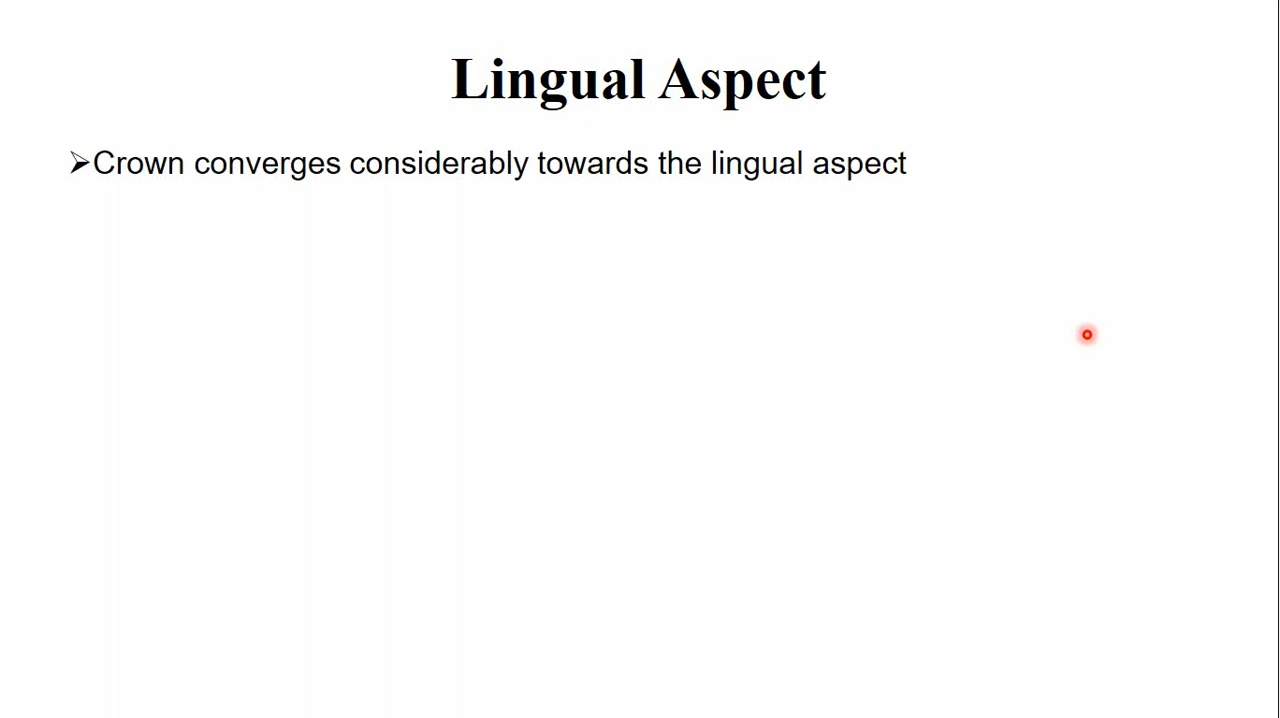 Lingual Aspect
➢Crown converges considerably towards the lingual aspect